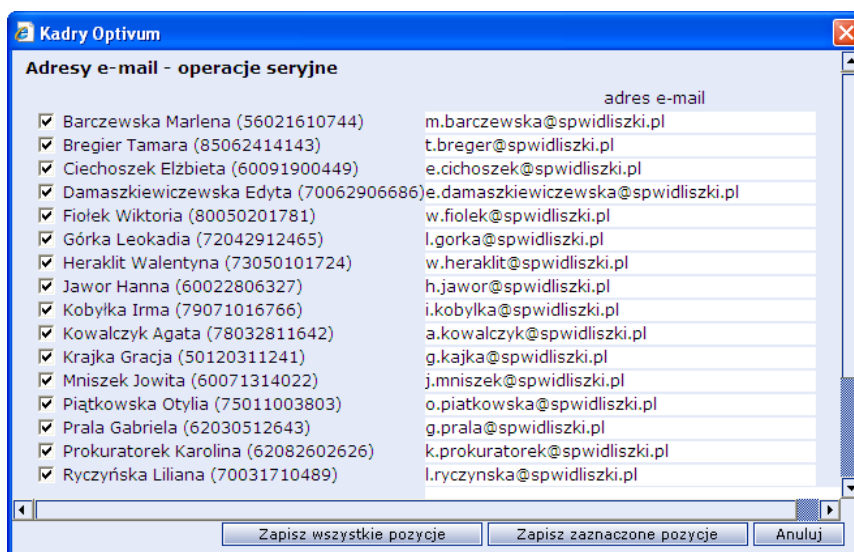 Kadry Optivum
Adresy e-mail - operacje seryjne
adres e-mail
Barczewska Marlena (56021610744) m.barczewska@spwidliszki.pl
Bregier Tamara (85062414143) t.breger@spwidliszki.pl
Ciechoszek Elżbieta (60091900449) e.cichoszek@spwidliszki.pl
Damaszkiewiczewska Edyta (70062906686) e.damaszkiewiczewska@spwidliszki.pl
Fiołek Wiktoria (80050201781) w.fiolek@spwidliszki.pl
Górka Leokadia (72042912465) l.gorka@spwidliszki.pl
Heraklit Walentyna (73050101724) w.heraklit@spwidliszki.pl
Jawor Hanna (60022806327) h.jawor@spwidliszki.pl
Kobyłka Irma (79071016766) i.kobylka@spwidliszki.pl
Kowalczyk Agata (78032811642) a.kowalczyk@spwidliszki.pl
Krajka Gracja (50120311241) g.kajka@spwidliszki.pl
Mniszek Jowita (60071314022) j.mniszek@spwidliszki.pl
Piątkowska Otylia (75011003803) o.piatkowska@spwidliszki.pl
Prala Gabriela (62030512643) g.prala@spwidliszki.pl
Prokuratorek Karolina (62082602626) k.prokuratorek@spwidliszki.pl
Ryczyńska Liliana (70031710489) l.ryczynska@spwidliszki.pl
Zapisz wszystkie pozycje Zapisz zaznaczone pozycje Anuluj